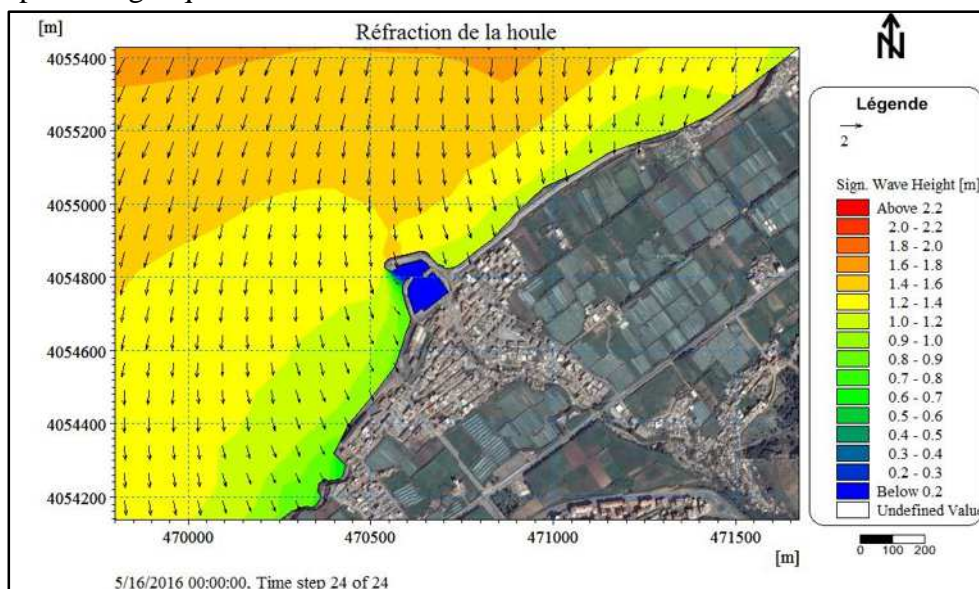 [m]
Réfraction de la houle
4055400
4055200
4055000
4054800
4054600
4054400
4054200
470000
470500
471000
471500
[m]
5/16/2016 00:00:00, Time step 24 of 24
N
Légende
2
Sign. Wave Height [m]
Above 2.2
2.0 - 2.2
1.8 - 2.0
1.6 - 1.8
1.4 - 1.6
1.2 - 1.4
1.0 - 1.2
0.9 - 1.0
0.8 - 0.9
0.7 - 0.8
0.6 - 0.7
0.5 - 0.6
0.4 - 0.5
0.3 - 0.4
0.2 - 0.3
Below 0.2
Undefined Value
0 100 200